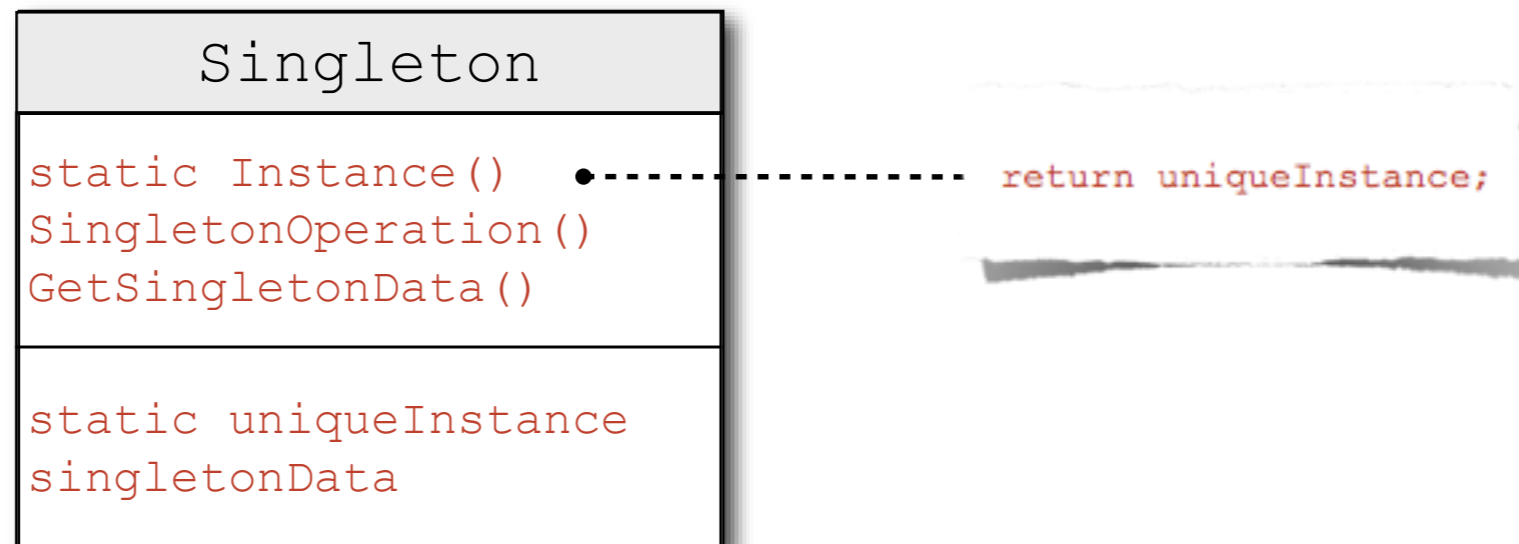 Singleton
static Instance()
return uniqueInstance;
SingletonOperation()
GetSingletonData()
static uniqueInstance
singletonData